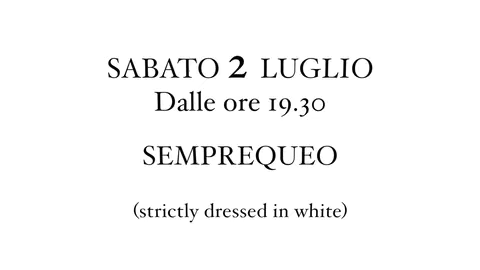 SABATO 2 LUGLIO
Dalle ore 19.30
SEMPREQUEO
(strictly dressed in white)